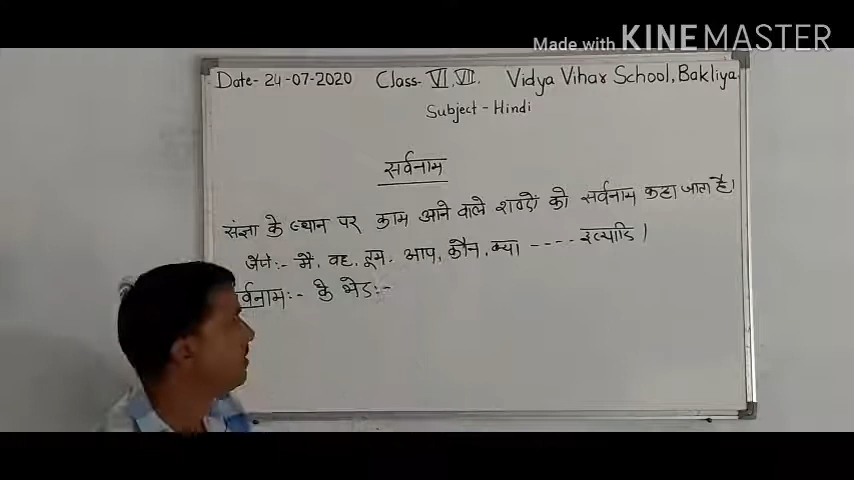 Made with KINEMASTER
Date- 24-07-2020 Class- VI, VII. Vidya Vihar School, Bakliya
Subject - Hindi
सर्वनाम
संज्ञा के स्थान पर काम आने वाले शब्दों को सर्वनाम कहा जाता है।
जैसे:- मैं, वह, तुम, आप, कौन, क्या ---- इत्यादि।
र्वनाम:- के भेद:-